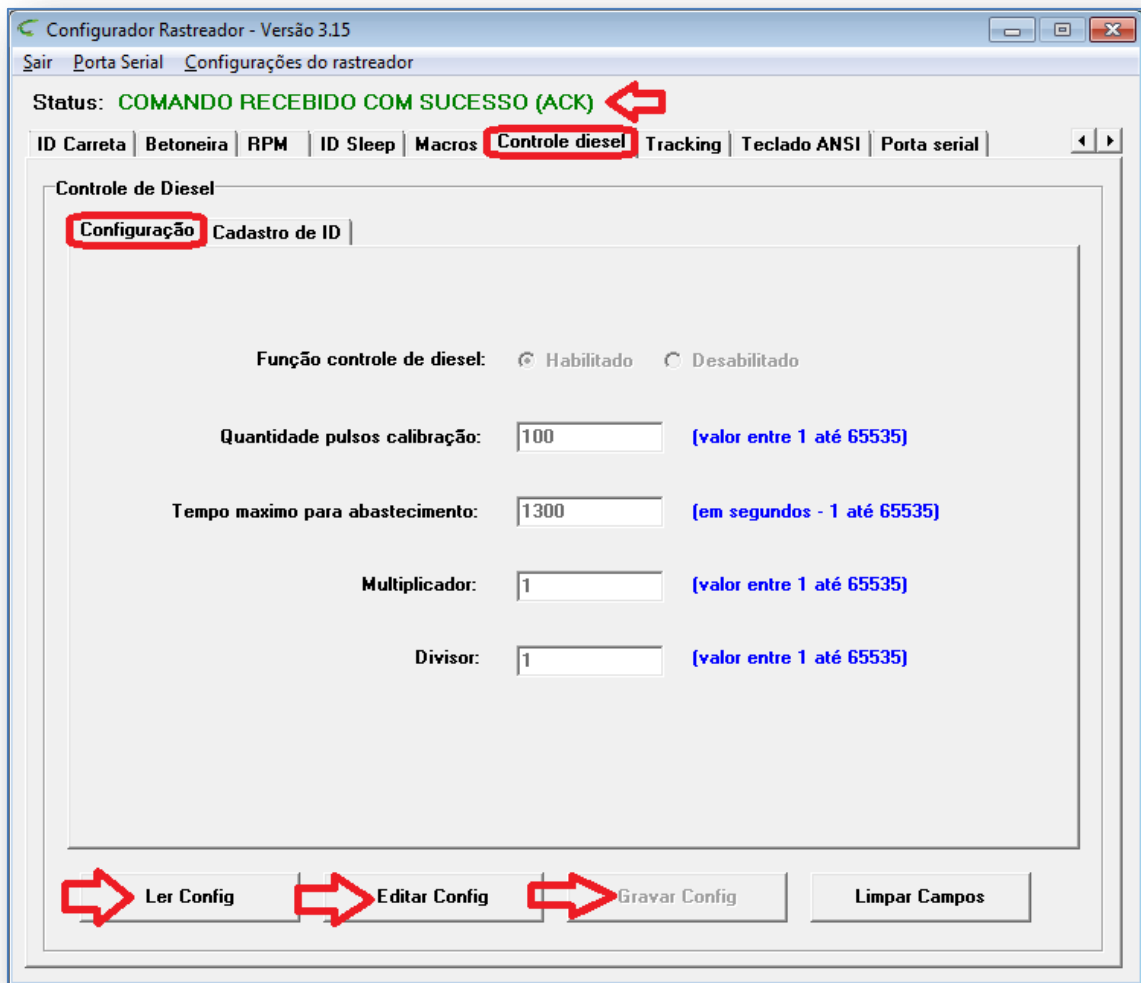 Configurador Rastreador - Versão 3.15
Sair Porta Serial Configurações do rastreador
Status: COMANDO RECEBIDO COM SUCESSO (ACK)
ID Carreta Betoneira RPM ID Sleep Macros Controle diesel Tracking Teclado ANSI Porta serial
Controle de Diesel
Configuração Cadastro de ID
Função controle de diesel: Habilitado Desabilitado
Quantidade pulsos calibração: 100 (valor entre 1 até 65535)
Tempo maximo para abastecimento: 1300 (em segundos - 1 até 65535)
Multiplicador: 1 (valor entre 1 até 65535)
Divisor: 1 (valor entre 1 até 65535)
Ler Config Editar Config Gravar Config Limpar Campos